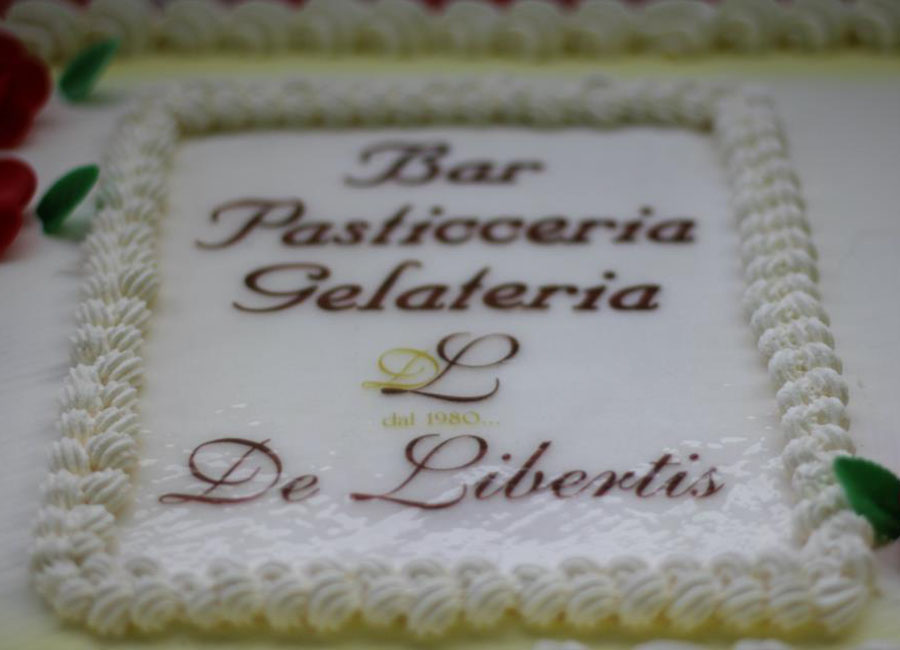 Bar
Pasticceria
Gelateria
DL
dal 1980...
De Libertis